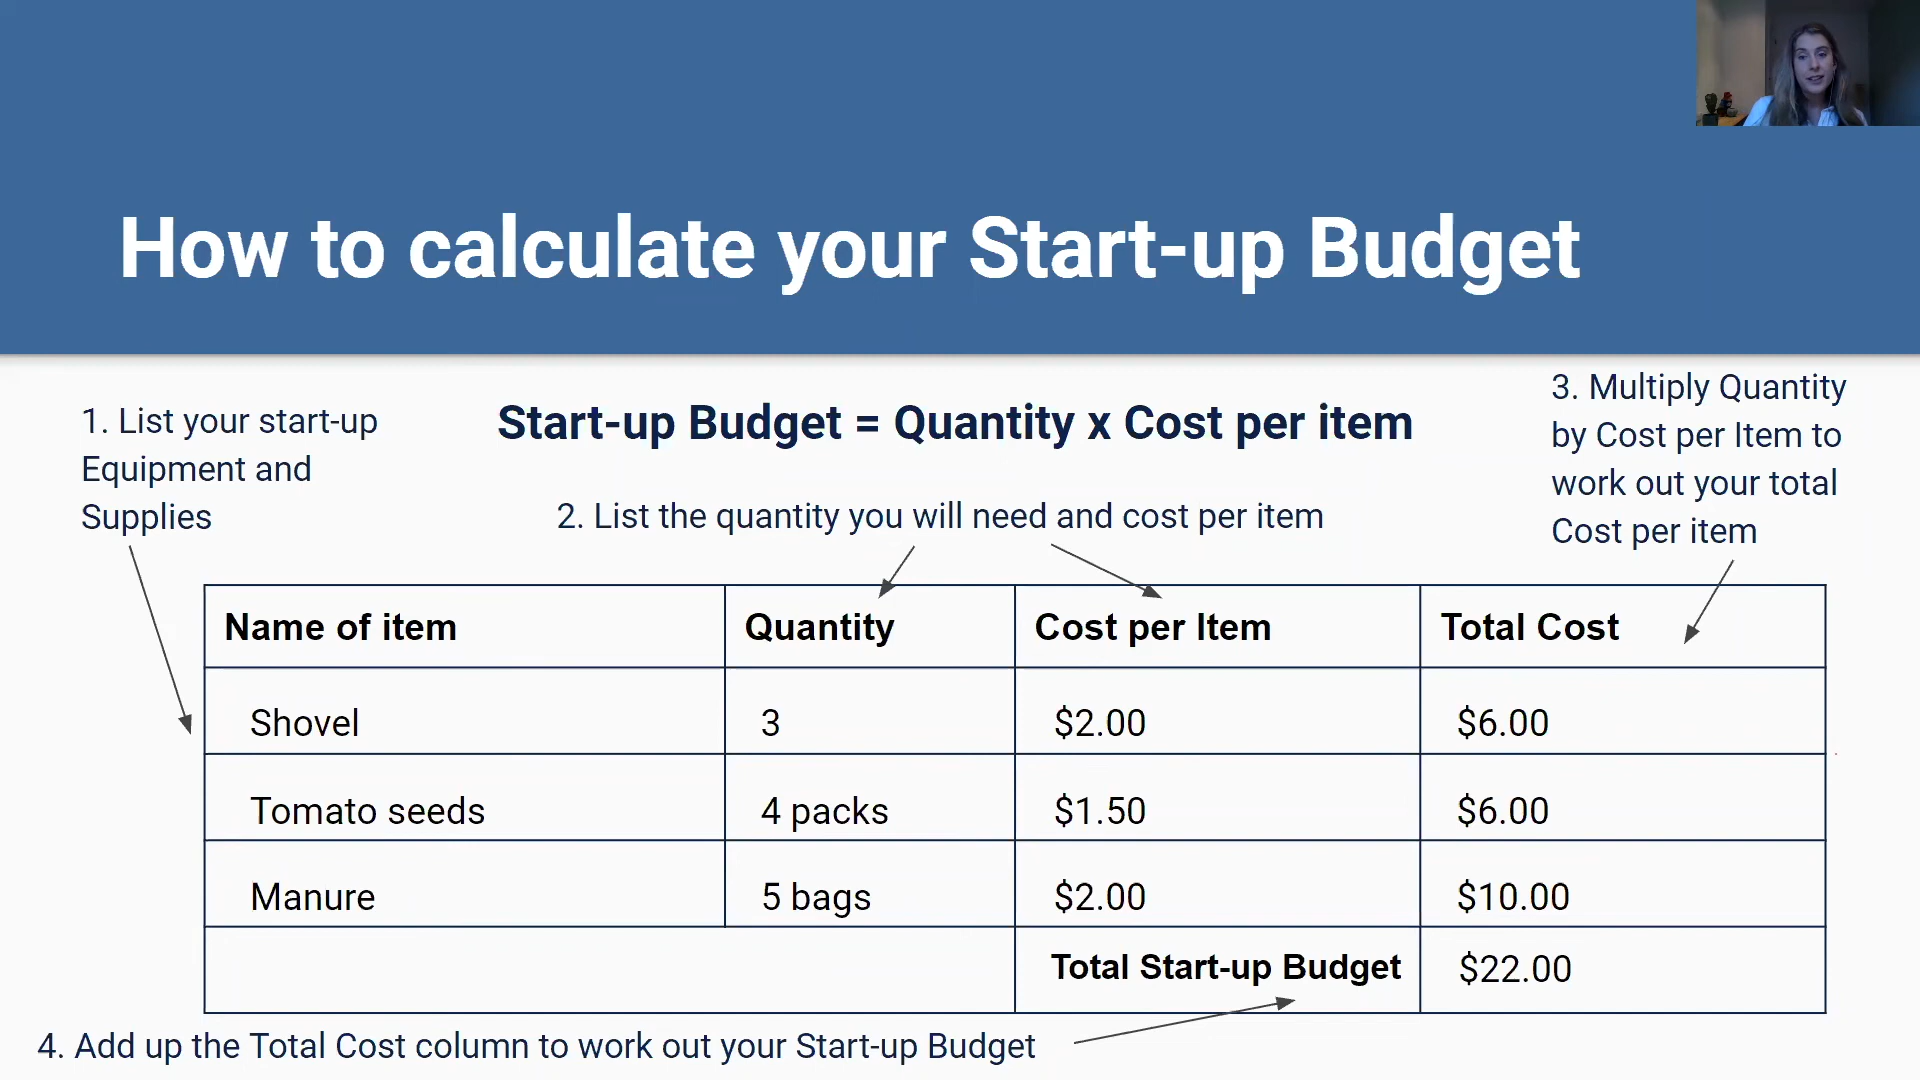 How to calculate your Start-up Budget
1. List your start-up
Equipment and
Supplies
Start-up Budget = Quantity x Cost per item
2. List the quantity you will need and cost per item
3. Multiply Quantity
by Cost per Item to
work out your total
Cost per item
Name of item Quantity Cost per Item Total Cost
Shovel 3 $2.00 $6.00
Tomato seeds 4 packs $1.50 $6.00
Manure 5 bags $2.00 $10.00
Total Start-up Budget $22.00
4. Add up the Total Cost column to work out your Start-up Budget